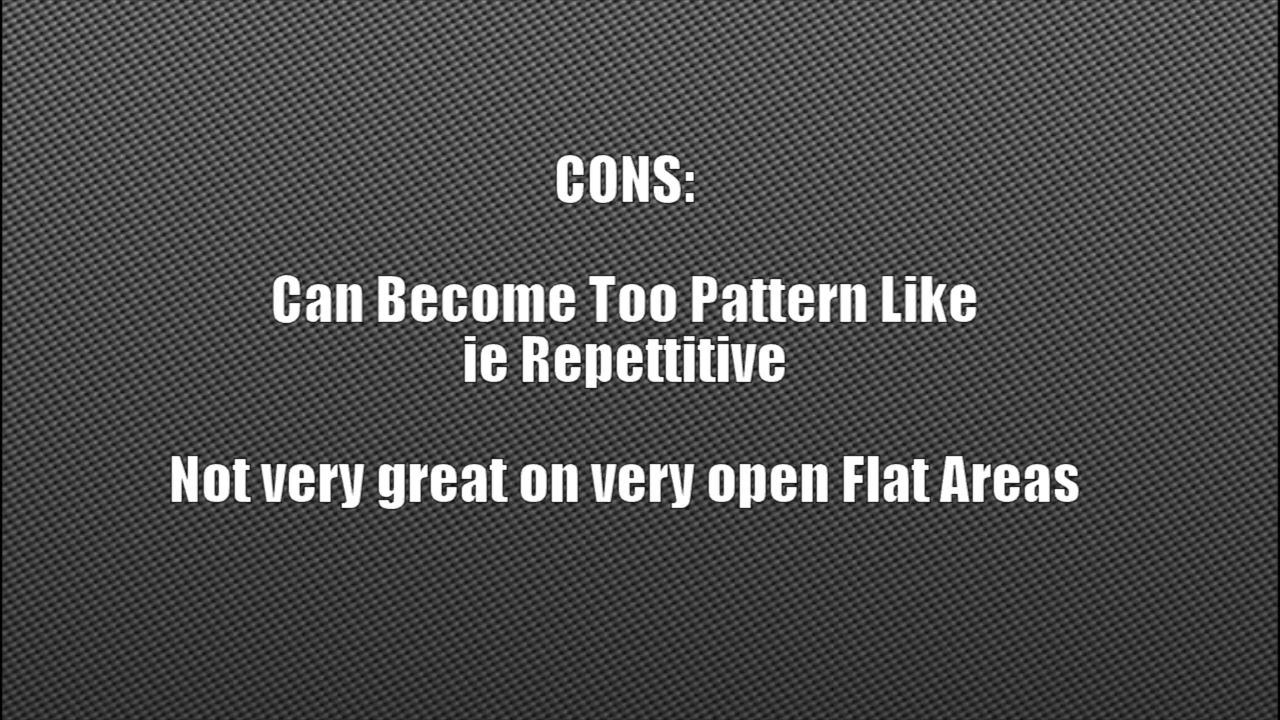 CONS:
Can Become Too Pattern Like
ie Repettitive
Not very great on very open Flat Areas